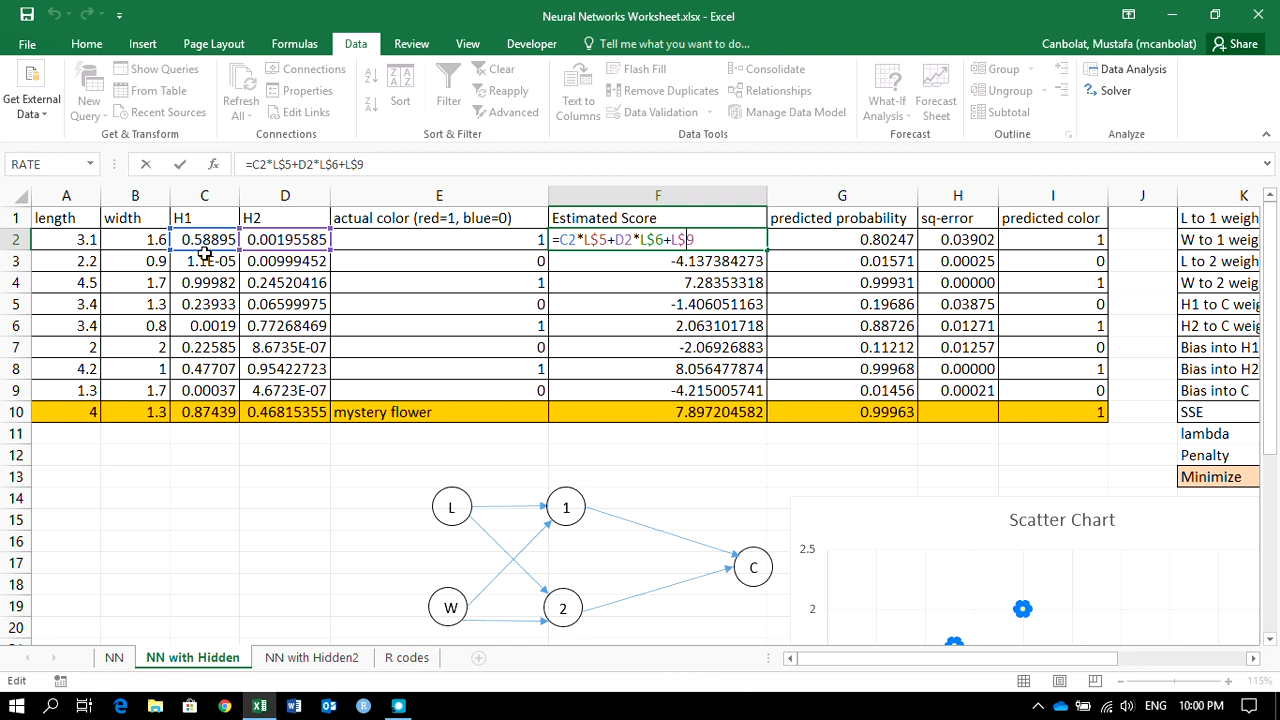 Neural Networks Worksheet.xlsx - Excel
File Home Insert Page Layout Formulas Data Review View Developer Tell me what you want to do... Canbolat, Mustafa (mcanbolat) Share
Get External Data
New Query
Show Queries
From Table
Recent Sources
Get & Transform
Refresh All
Connections
Properties
Edit Links
Connections
Sort
Filter
Clear
Reapply
Advanced
Sort & Filter
Text to Columns
Flash Fill
Remove Duplicates
Data Validation
Consolidate
Relationships
Manage Data Model
Data Tools
What-If Analysis
Forecast Sheet
Forecast
Group
Ungroup
Subtotal
Outline
Data Analysis
Solver
Analyze
RATE fx =C2*L$5+D2*L$6+L$9
A B C D E F G H I J K
1 length width H1 H2 actual color (red=1, blue=0) Estimated Score predicted probability sq-error predicted color L to 1 weigh
2 3.1 1.6 0.58895 0.00195585 1 =C2*L$5+D2*L$6+L$9 0.80247 0.03902 1 W to 1 weig
3 2.2 0.9 1.1E-05 0.00999452 0 -4.137384273 0.01571 0.00025 0 L to 2 weigh
4 4.5 1.7 0.99982 0.24520416 1 7.28353318 0.99931 0.00000 1 W to 2 weig
5 3.4 1.3 0.23933 0.06599975 0 -1.406051163 0.19686 0.03875 0 H1 to C weig
6 3.4 0.8 0.0019 0.77268469 1 2.063101718 0.88726 0.01271 1 H2 to C weig
7 2 2 0.22585 8.6735E-07 0 -2.06926883 0.11212 0.01257 0 Bias into H1
8 4.2 1 0.47707 0.95422723 1 8.056477874 0.99968 0.00000 1 Bias into H2
9 1.3 1.7 0.00037 4.6723E-07 0 -4.215005741 0.01456 0.00021 0 Bias into C
10 4 1.3 0.87439 0.46815355 mystery flower 7.897204582 0.99963 1 SSE
11 lambda
12 Penalty
13 Minimize
14
15
16
17
18
19
20
L 1
C
W 2
Scatter Chart
2.5
2
NN NN with Hidden NN with Hidden2 R codes
Edit 115%
ENG 10:00 PM